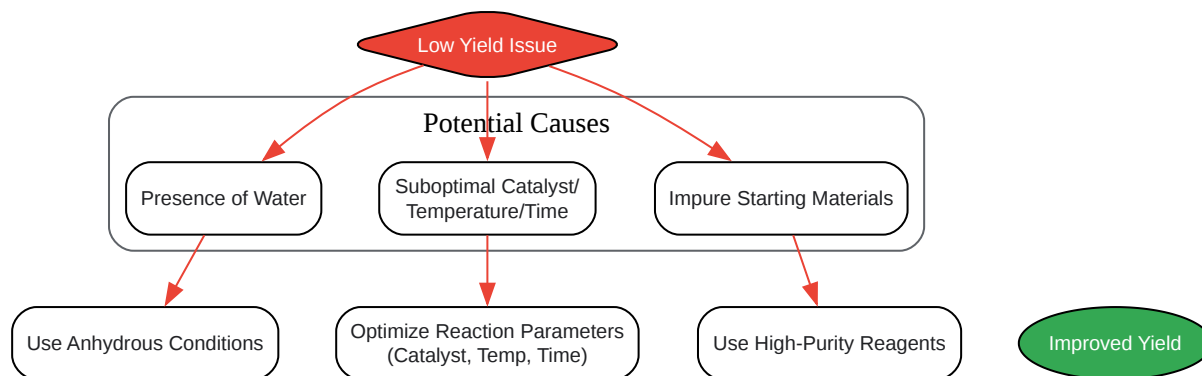 Low Yield Issue
Potential Causes
Presence of Water
Suboptimal Catalyst/
Temperature/Time
Impure Starting Materials
Use Anhydrous Conditions
Optimize Reaction Parameters
(Catalyst, Temp, Time)
Use High-Purity Reagents
Improved Yield